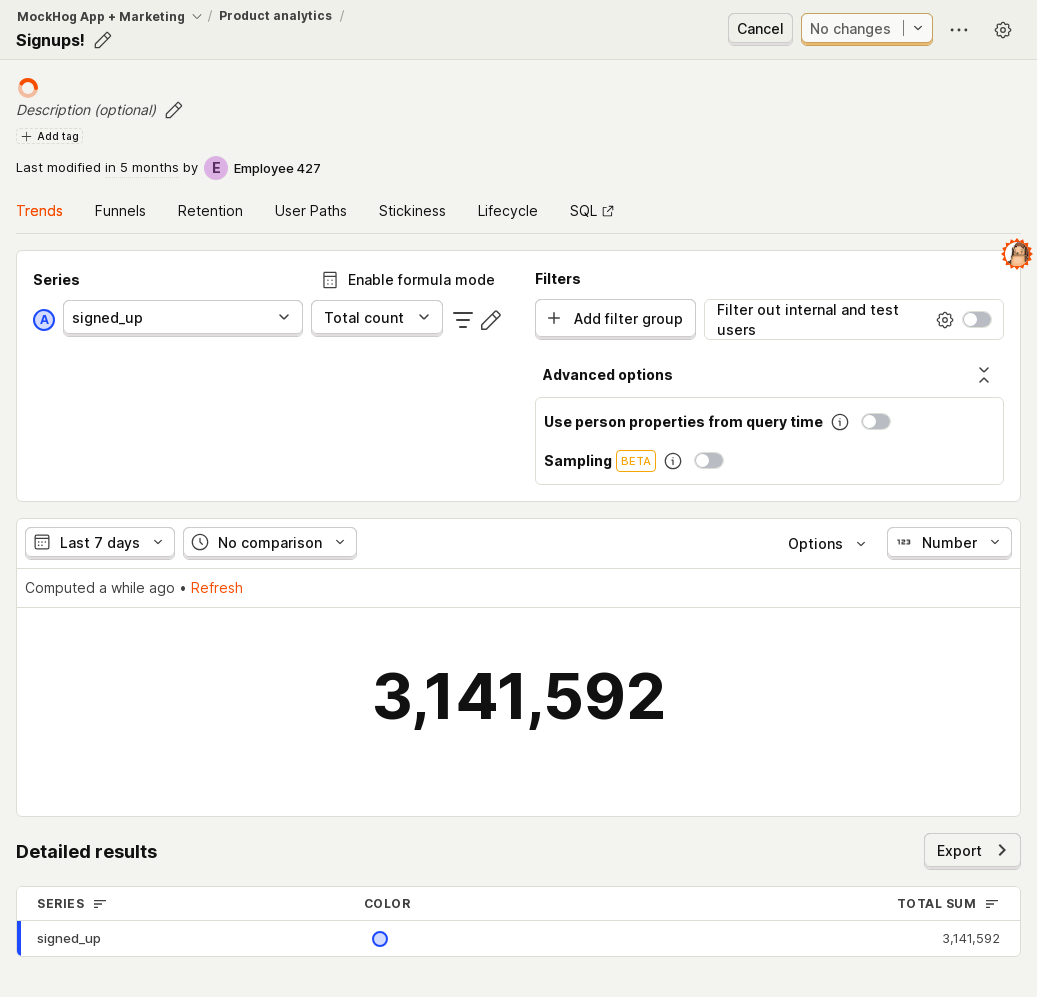 MockHog App + Marketing / Product analytics /
Signups!
Cancel
No changes
Description (optional)
Add tag
Last modified in 5 months by E Employee 427
Trends Funnels Retention User Paths Stickiness Lifecycle SQL
Series
Enable formula mode
A signed_up Total count
Filters
Add filter group
Filter out internal and test
users
Advanced options
Use person properties from query time
Sampling BETA
Last 7 days No comparison Options 123 Number
Computed a while ago • Refresh
3,141,592
Detailed results
Export
SERIES COLOR TOTAL SUM
signed_up 3,141,592